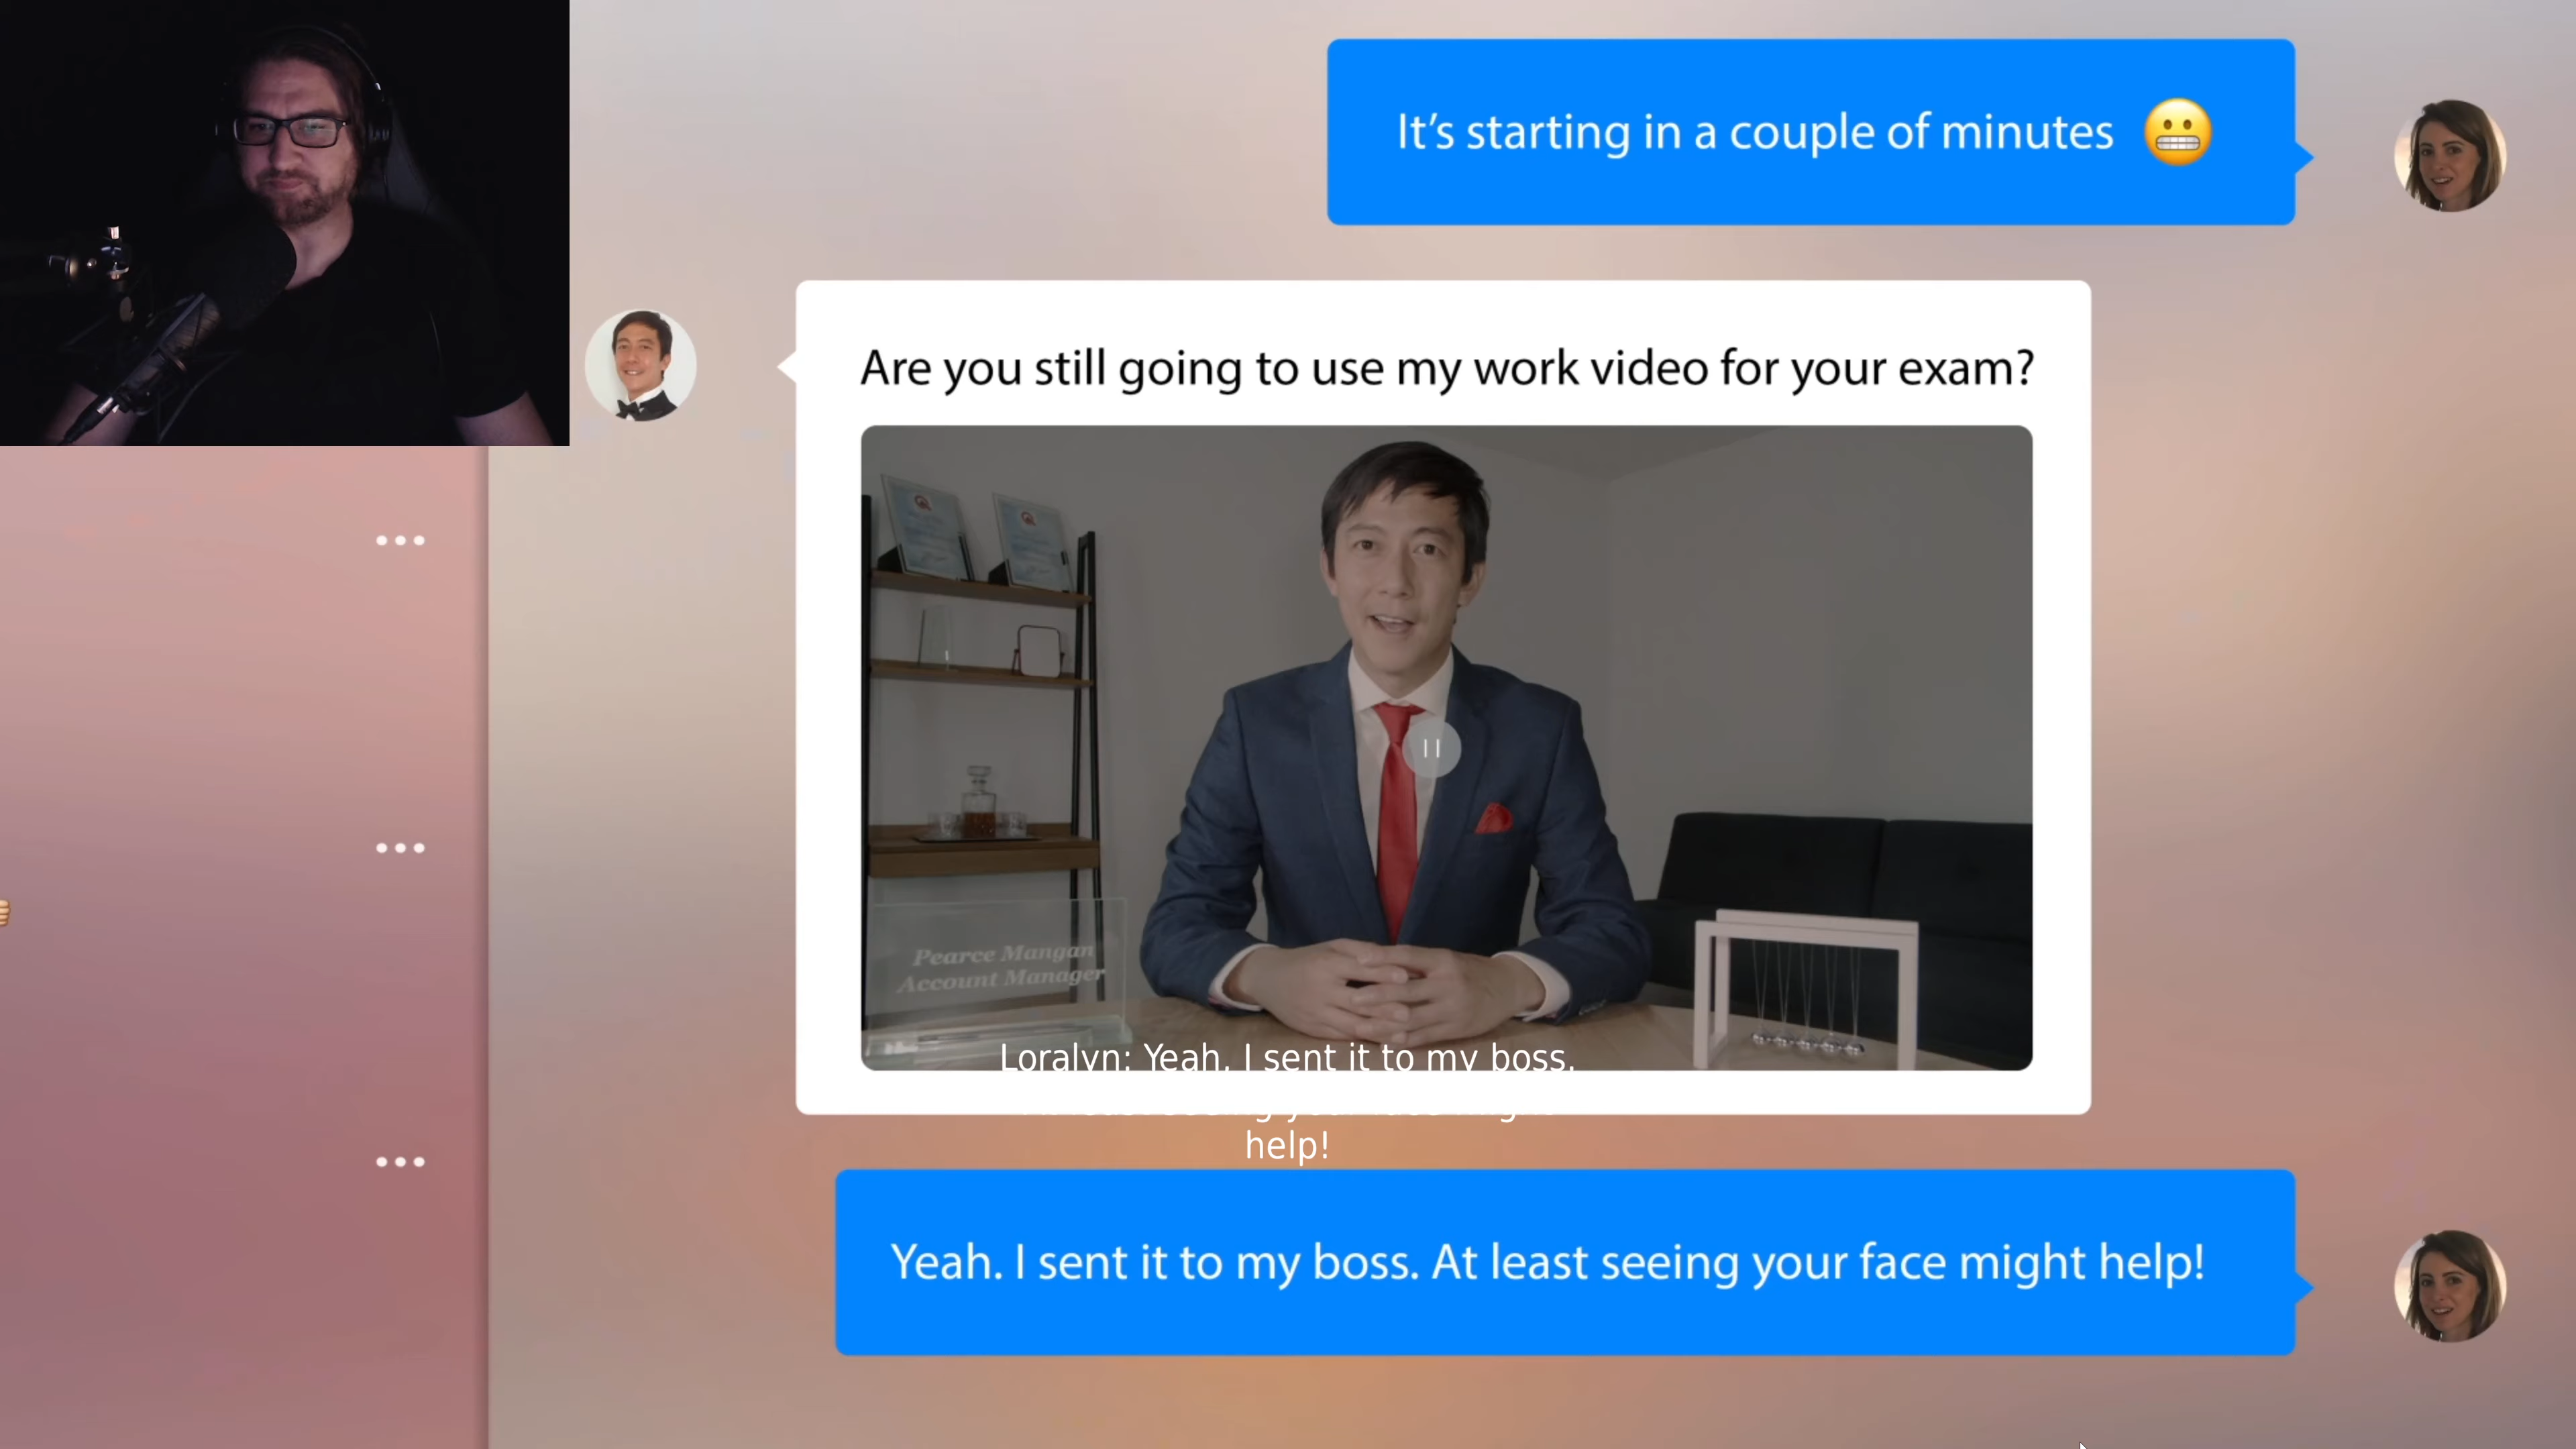 It’s starting in a couple of minutes 😬
Are you still going to use my work video for your exam?
Pearce Mangan
Account Manager
Loralyn: Yeah. I sent it to my boss.
help!
Yeah. I sent it to my boss. At least seeing your face might help!